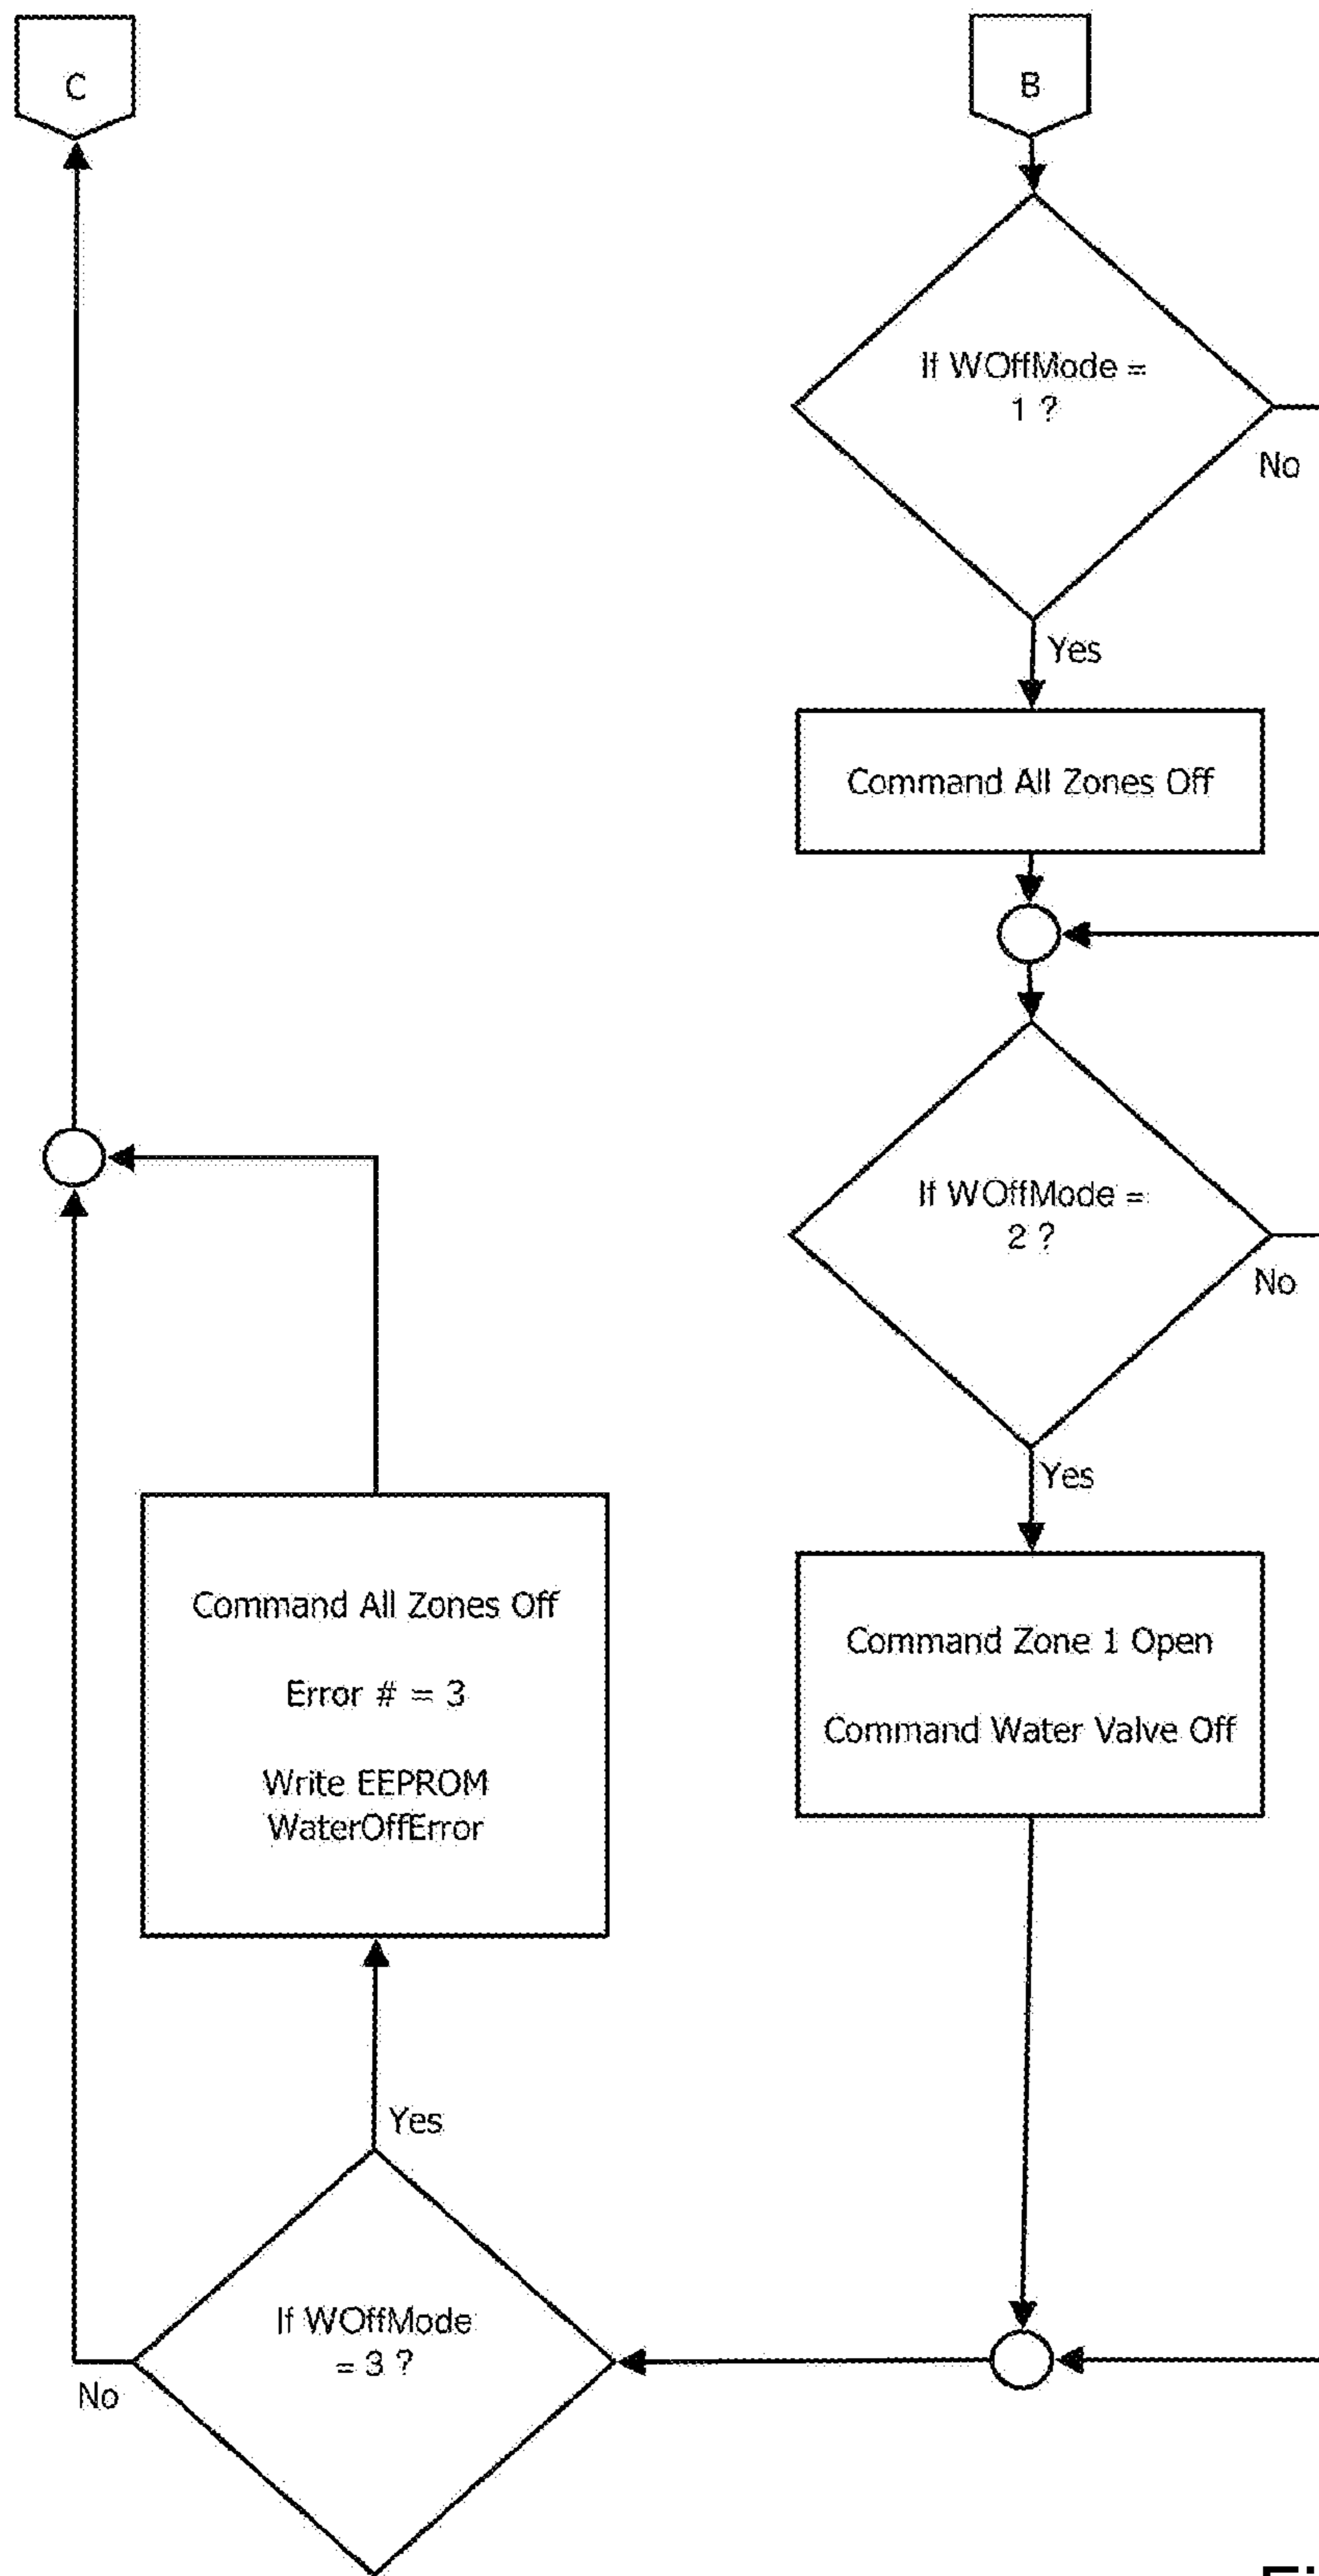 C
B
If WOffMode =
1 ?
No
Yes
Command All Zones Off
If WOffMode =
2 ?
No
Yes
Command Zone 1 Open
Command Water Valve Off
Command All Zones Off
Error # = 3
Write EEPROM
WaterOffError
Yes
If WOffMode
= 3 ?
No